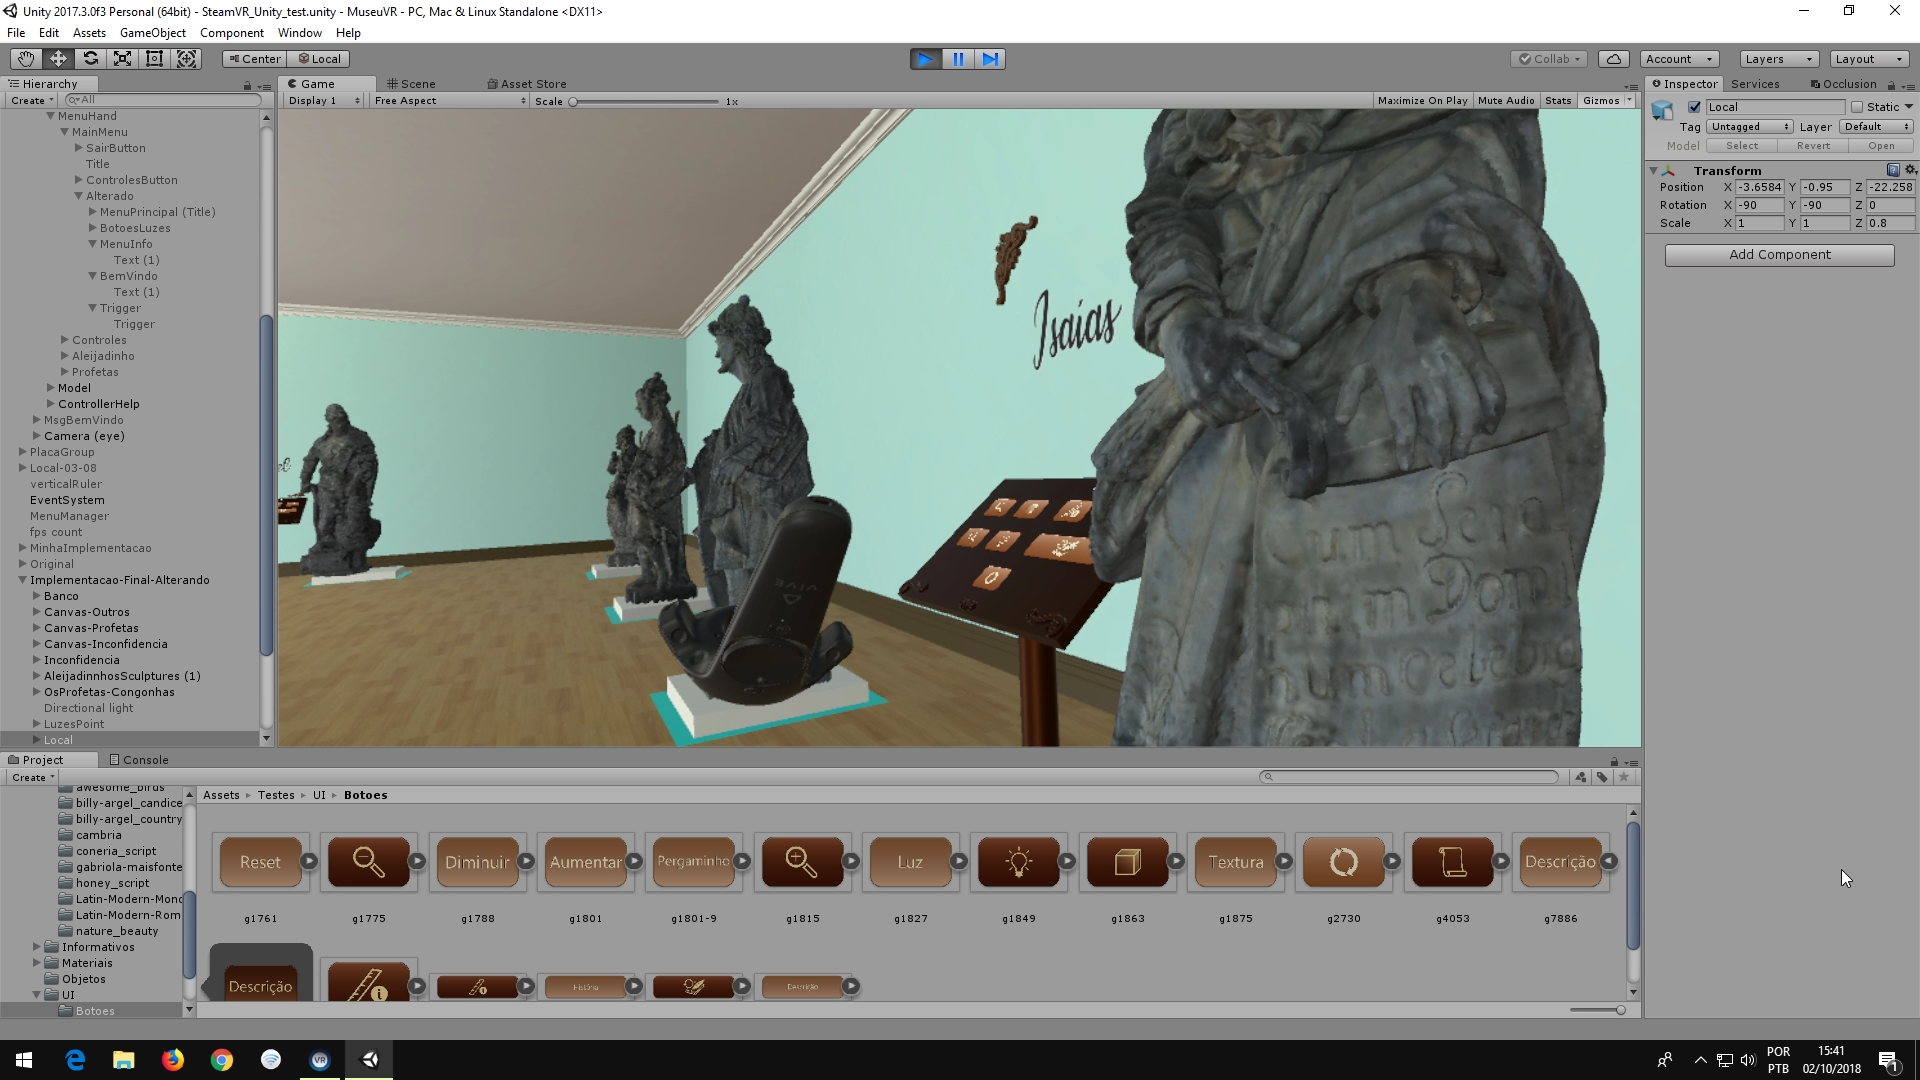 Unity 2017.3.0f3 Personal (64bit) - SteamVR_Unity_test.unity - MuseuVR - PC, Mac & Linux Standalone <DX11>
File Edit Assets GameObject Component Window Help
Center Local Collab Account Layers Layout
Hierarchy
Create All
MenuHand
MainMenu
SairButton
Title
ControlesButton
Alterado
MenuPrincipal (Title)
BotoesLuzes
MenuInfo
Text (1)
BemVindo
Text (1)
Trigger
Trigger
Controles
Aleijadinho
Profetas
Model
ControllerHelp
MsgBemVindo
Camera (eye)
PlacaGroup
Local-03-08
verticalRuler
EventSystem
MenuManager
fps count
MinhaImplementacao
Original
Implementacao-Final-Alterando
Banco
Canvas-Outros
Canvas-Profetas
Canvas-Inconfidencia
Inconfidencia
AleijadinnhosSculptures (1)
OsProfetas-Congonhas
Directional light
LuzesPoint
Local
Game Scene Asset Store
Display 1 Free Aspect Scale 1x Maximize On Play Mute Audio Stats Gizmos
Isaías
VIVE
Inspector Services Occlusion
Local Static
Tag Untagged Layer Default
Model Select Revert Open
Transform
Position X -3.6584 Y -0.95 Z -22.258
Rotation X -90 Y -90 Z 0
Scale X 1 Y 1 Z 0.8
Add Component
Project Console
Create
awesome_birds
billy-argel_candice
billy-argel_country
cambria
coneria_script
gabriola-maisfonte
honey_script
Latin-Modern-Mono
Latin-Modern-Rom
nature_beauty
Informativos
Materiais
Objetos
UI
Botoes
Assets Testes UI Botoes
Reset Diminuir Aumentar Pergaminho Luz Textura Descrição
g1761 g1775 g1788 g1801 g1801-9 g1815 g1827 g1849 g1863 g1875 g2730 g4053 g7886
Descrição História Descrição
VR
POR
PTB
15:41
02/10/2018
1